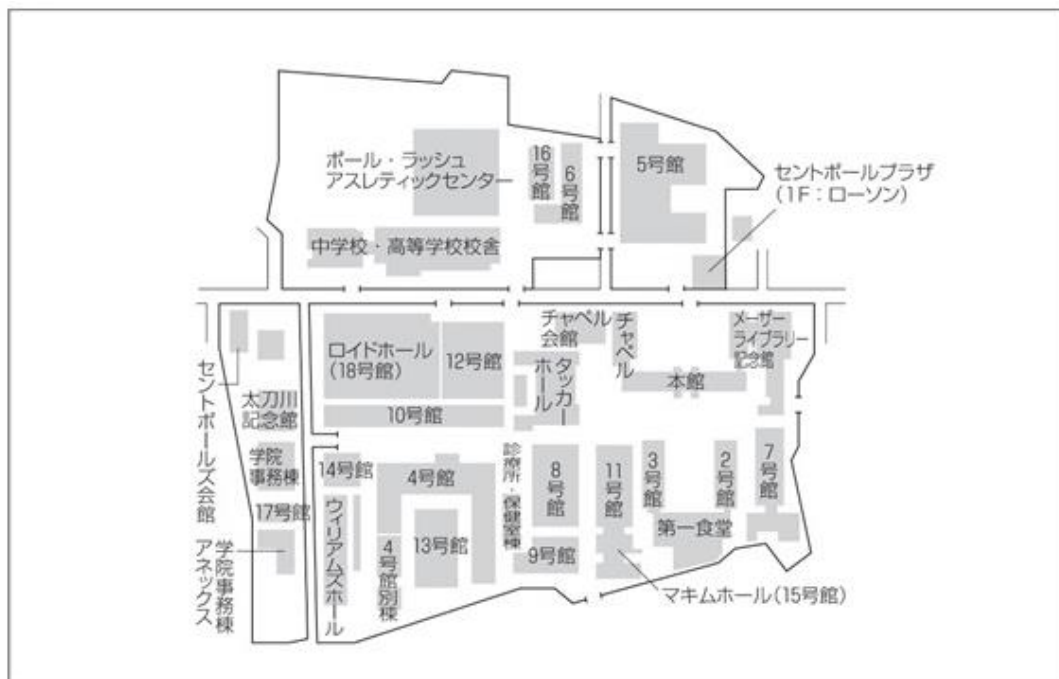 ポール・ラッシュ
アスレティックセンター
16号館
6号館
5号館
セントポールプラザ
(1F：ローソン)
中学校・高等学校校舎
ロイドホール
(18号館)
12号館
チャペル
会館
チャペル
メーザー
ライブラリー
記念館
タッカー
ホール
本館
10号館
セントポールズ会館
太刀川
記念館
学院
事務棟
17号館
学院事務棟
アネックス
14号館
ウィリアムズホール
4号館
4号館別棟
13号館
診療所・保健室棟
8号館
9号館
11号館
3号館
2号館
7号館
第一食堂
マキムホール(15号館)